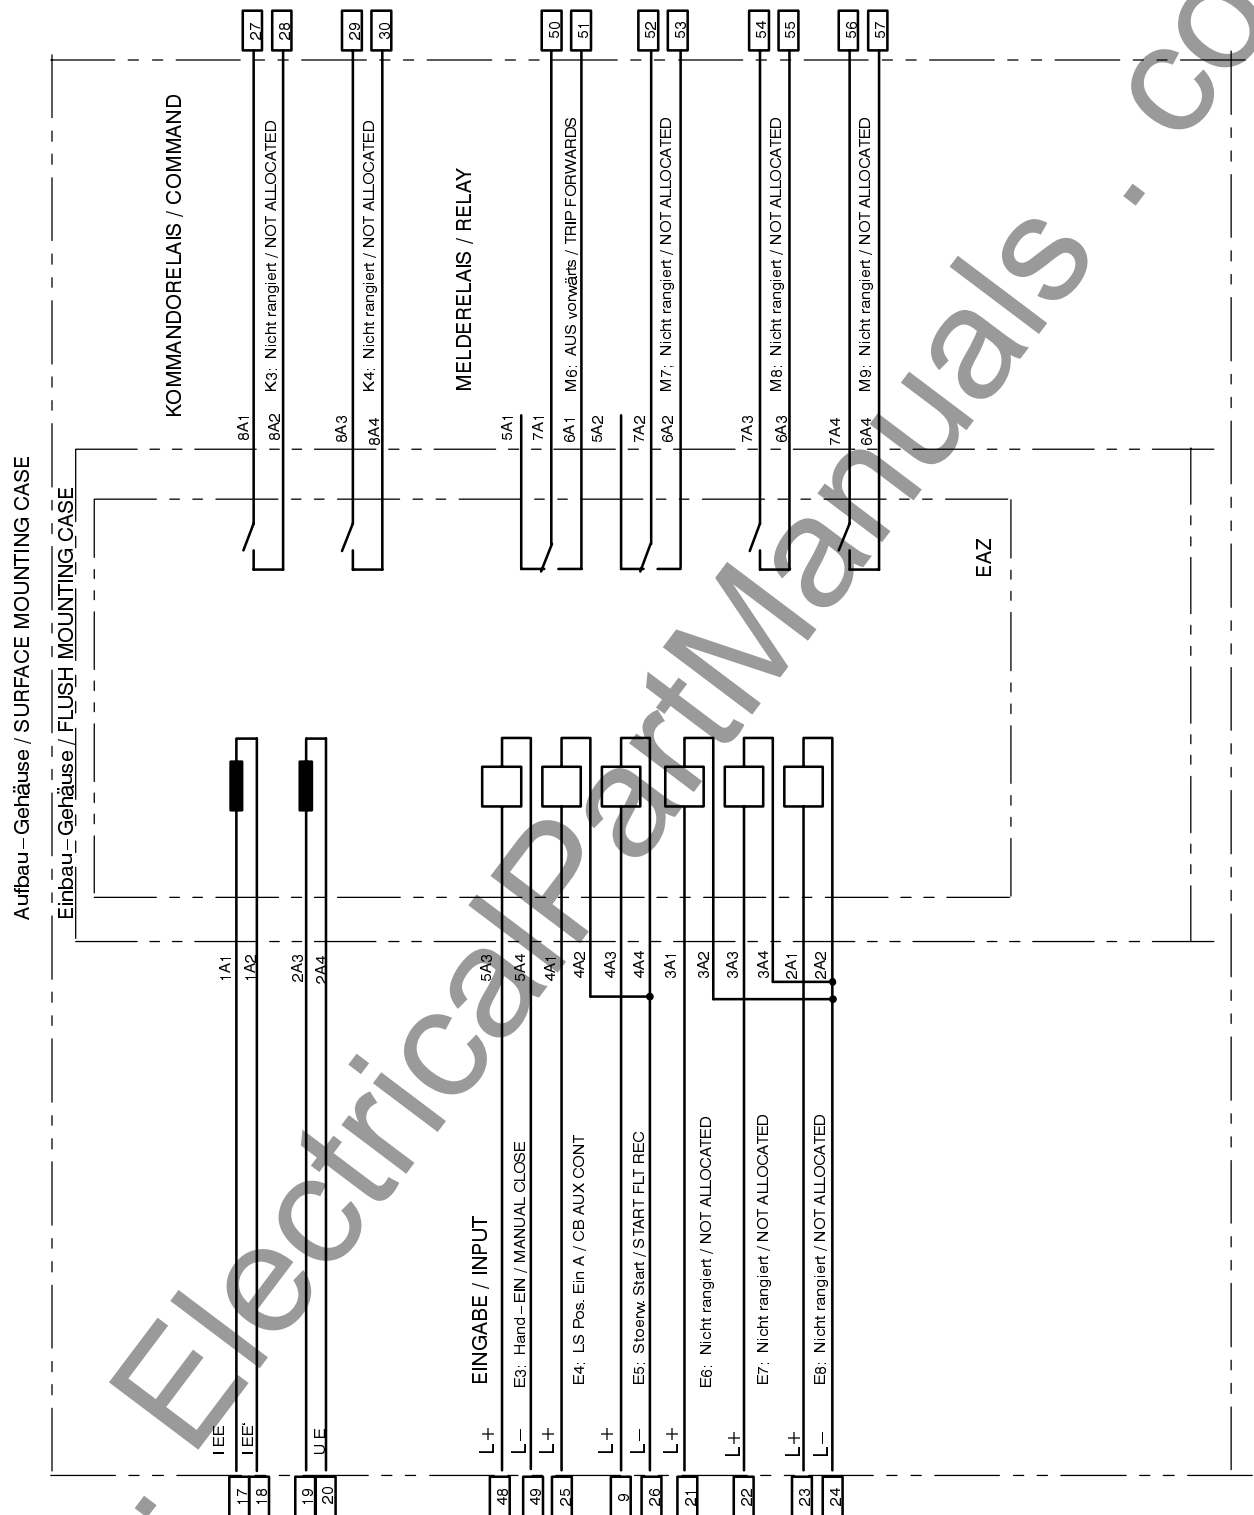 Aufbau–Gehäuse / SURFACE MOUNTING CASE
Einbau–Gehäuse / FLUSH MOUNTING CASE
KOMMANDORELAIS / COMMAND
27
8A1
28
8A2
K3: Nicht rangiert / NOT ALLOCATED
29
8A3
30
8A4
K4: Nicht rangiert / NOT ALLOCATED
MELDERELAIS / RELAY
5A1
50
7A1
51
6A1
M6: AUS vorwärts / TRIP FORWARDS
5A2
52
7A2
53
6A2
M7; Nicht rangiert / NOT ALLOCATED
54
7A3
55
6A3
M8: Nicht rangiert / NOT ALLOCATED
56
7A4
57
6A4
M9: Nicht rangiert / NOT ALLOCATED
EAZ
17
I EE
1A1
18
I EE'
1A2
19
2A3
20
U E
2A4
EINGABE / INPUT
48
L+
5A3
49
L–
E3: Hand–EIN / MANUAL CLOSE
5A4
25
L+
4A1
E4; LS Pos. Ein A / CB AUX CONT
4A2
9
L+
4A3
26
L–
E5: Stoerw. Start / START FLT REC
4A4
21
L+
3A1
E6: Nicht rangiert / NOT ALLOCATED
3A2
22
L+
3A3
E7: Nicht rangiert / NOT ALLOCATED
3A4
23
L+
2A1
24
L–
E8: Nicht rangiert / NOT ALLOCATED
2A2
. ElectricalPartManuals . co